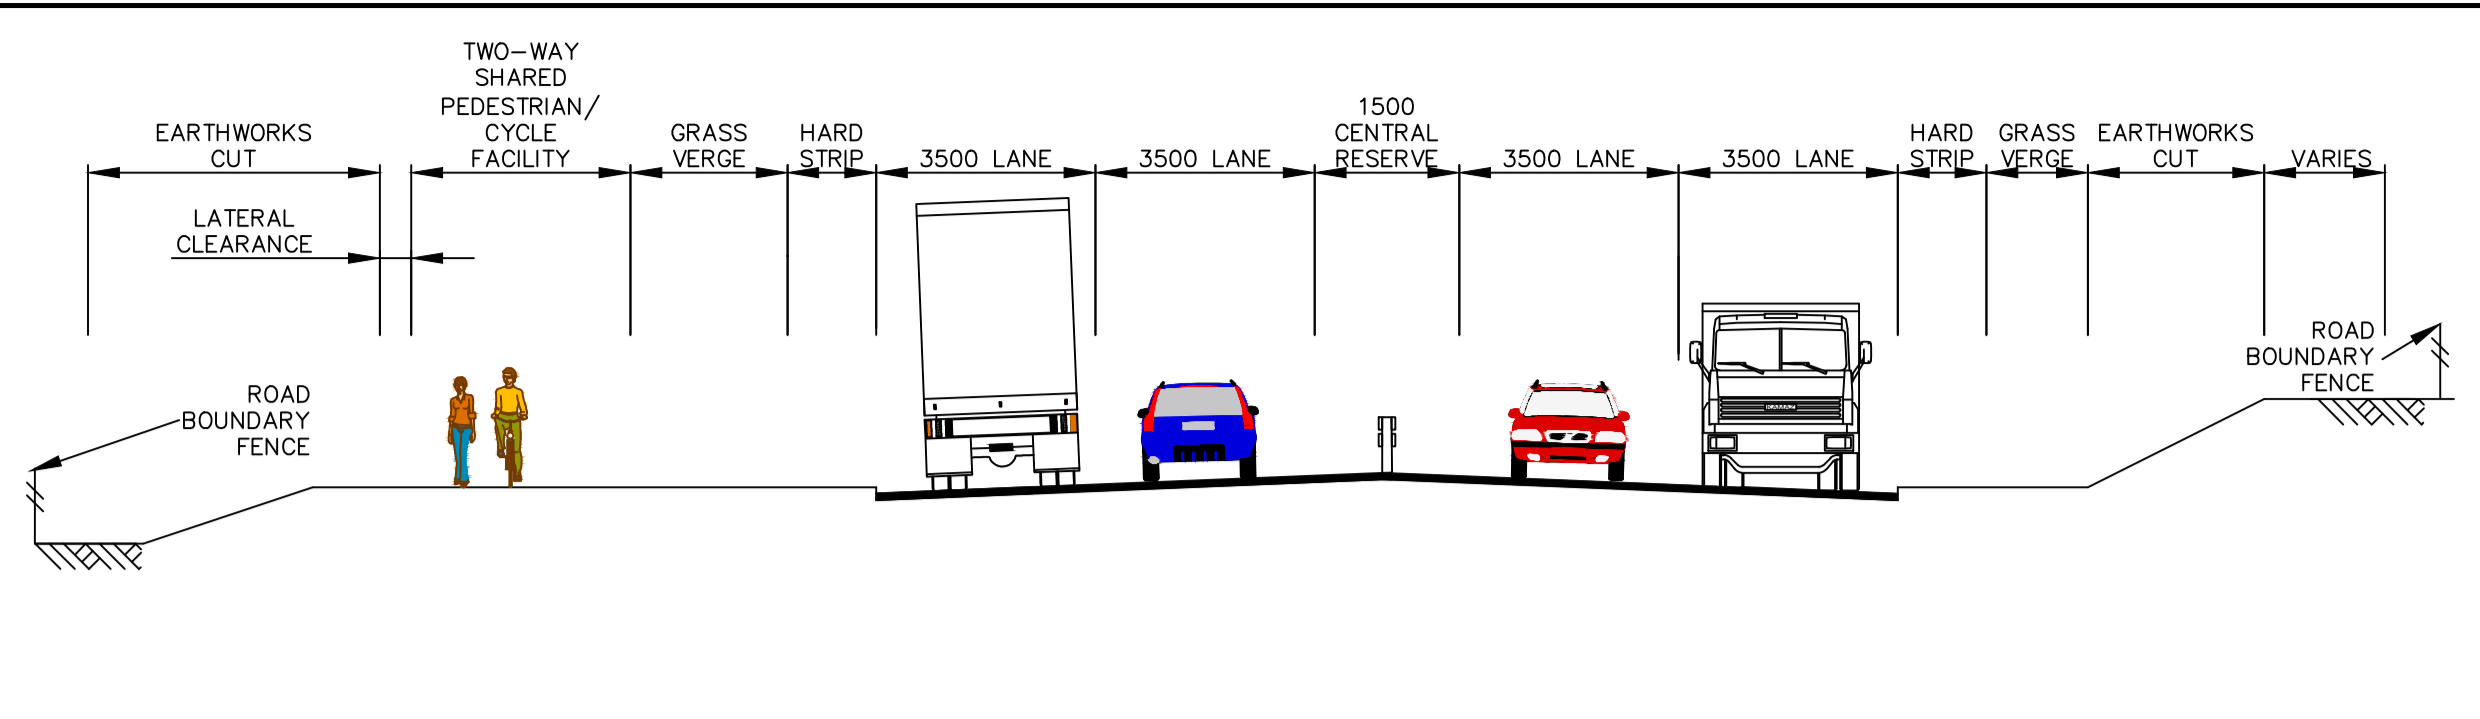 TWO-WAY
SHARED
PEDESTRIAN/
CYCLE
FACILITY
EARTHWORKS
CUT
GRASS
VERGE
HARD
STRIP
3500 LANE
3500 LANE
1500
CENTRAL
RESERVE
3500 LANE
3500 LANE
HARD
STRIP
GRASS
VERGE
EARTHWORKS
CUT
VARIES
LATERAL
CLEARANCE
ROAD
BOUNDARY
FENCE
ROAD
BOUNDARY
FENCE
KAMAZ